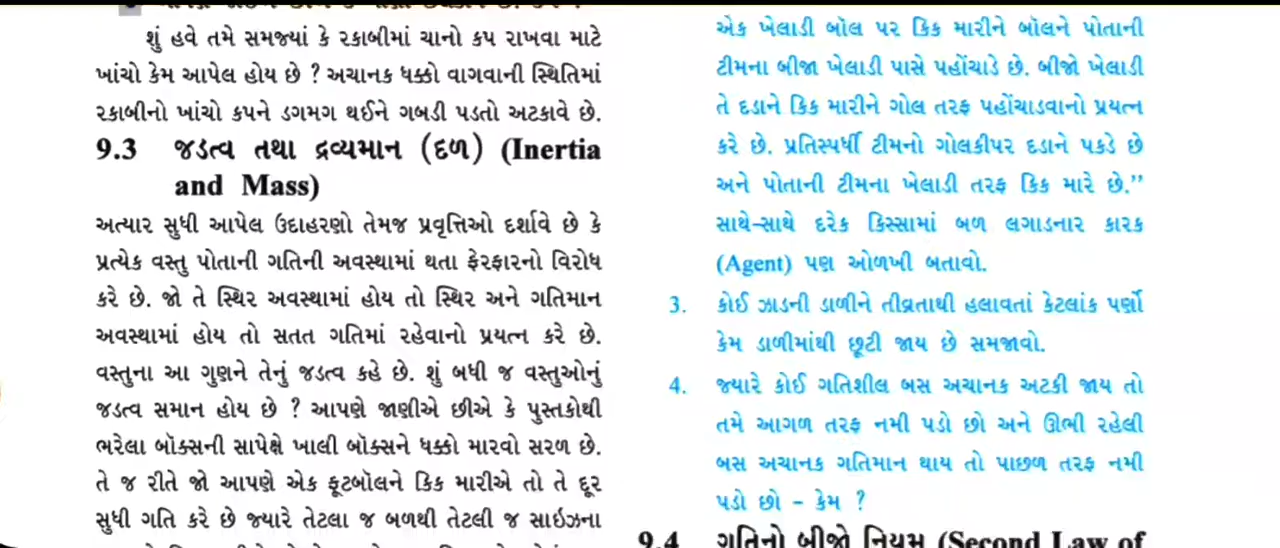 શું હવે તમે સમજ્યાં કે રકાબીમાં ચાનો કપ રાખવા માટે
ખાંચો કેમ આપેલ હોય છે ? અચાનક ધક્કો વાગવાની સ્થિતિમાં
રકાબીનો ખાંચો કપને ડગમગ થઈને ગબડી પડતો અટકાવે છે.
9.3 જડત્વ તથા દ્રવ્યમાન (દળ) (Inertia
and Mass)
અત્યાર સુધી આપેલ ઉદાહરણો તેમજ પ્રવૃત્તિઓ દર્શાવે છે કે
પ્રત્યેક વસ્તુ પોતાની ગતિની અવસ્થામાં થતા ફેરફારનો વિરોધ
કરે છે. જો તે સ્થિર અવસ્થામાં હોય તો સ્થિર અને ગતિમાન
અવસ્થામાં હોય તો સતત ગતિમાં રહેવાનો પ્રયત્ન કરે છે.
વસ્તુના આ ગુણને તેનું જડત્વ કહે છે. શું બધી જ વસ્તુઓનું
જડત્વ સમાન હોય છે ? આપણે જાણીએ છીએ કે પુસ્તકોથી
ભરેલા બૉક્સની સાપેક્ષે ખાલી બૉક્સને ધક્કો મારવો સરળ છે.
તે જ રીતે જો આપણે એક ફૂટબૉલને કિક મારીએ તો તે દૂર
સુધી ગતિ કરે છે જ્યારે તેટલા જ બળથી તેટલી જ સાઇઝના
એક ખેલાડી બૉલ પર કિક મારીને બૉલને પોતાની
ટીમના બીજા ખેલાડી પાસે પહોંચાડે છે. બીજો ખેલાડી
તે દડાને કિક મારીને ગોલ તરફ પહોંચાડવાનો પ્રયત્ન
કરે છે. પ્રતિસ્પર્ધી ટીમનો ગોલકીપર દડાને પકડે છે
અને પોતાની ટીમના ખેલાડી તરફ કિક મારે છે.”
સાથે-સાથે દરેક કિસ્સામાં બળ લગાડનાર કારક
(Agent) પણ ઓળખી બતાવો.
3. કોઈ ઝાડની ડાળીને તીવ્રતાથી હલાવતાં કેટલાંક પર્ણો
કેમ ડાળીમાંથી છૂટી જાય છે સમજાવો.
4. જ્યારે કોઈ ગતિશીલ બસ અચાનક અટકી જાય તો
તમે આગળ તરફ નમી પડો છો અને ઊભી રહેલી
બસ અચાનક ગતિમાન થાય તો પાછળ તરફ નમી
પડો છો – કેમ ?
9.4 ગતિનો બીજો નિયમ (Second Law of